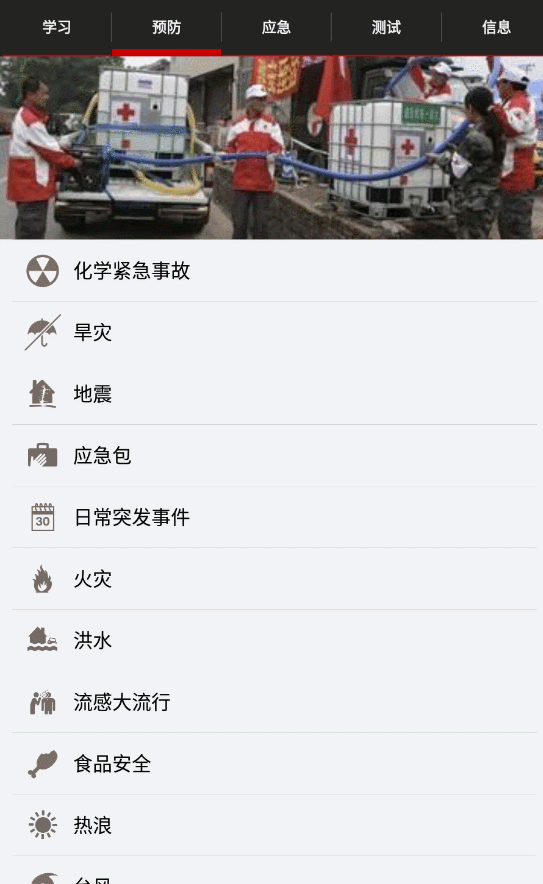 学习
预防
应急
测试
信息
化学紧急事故
旱灾
地震
应急包
30
日常突发事件
火灾
洪水
流感大流行
食品安全
热浪
台风